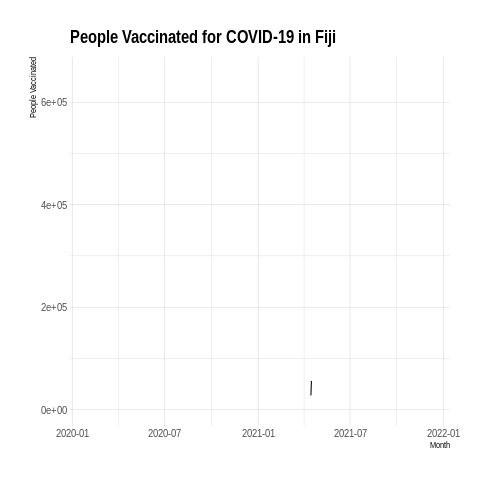 People Vaccinated for COVID-19 in Fiji
People Vaccinated
6e+05
4e+05
2e+05
0e+00
2020-01 2020-07 2021-01 2021-07 2022-01
Month